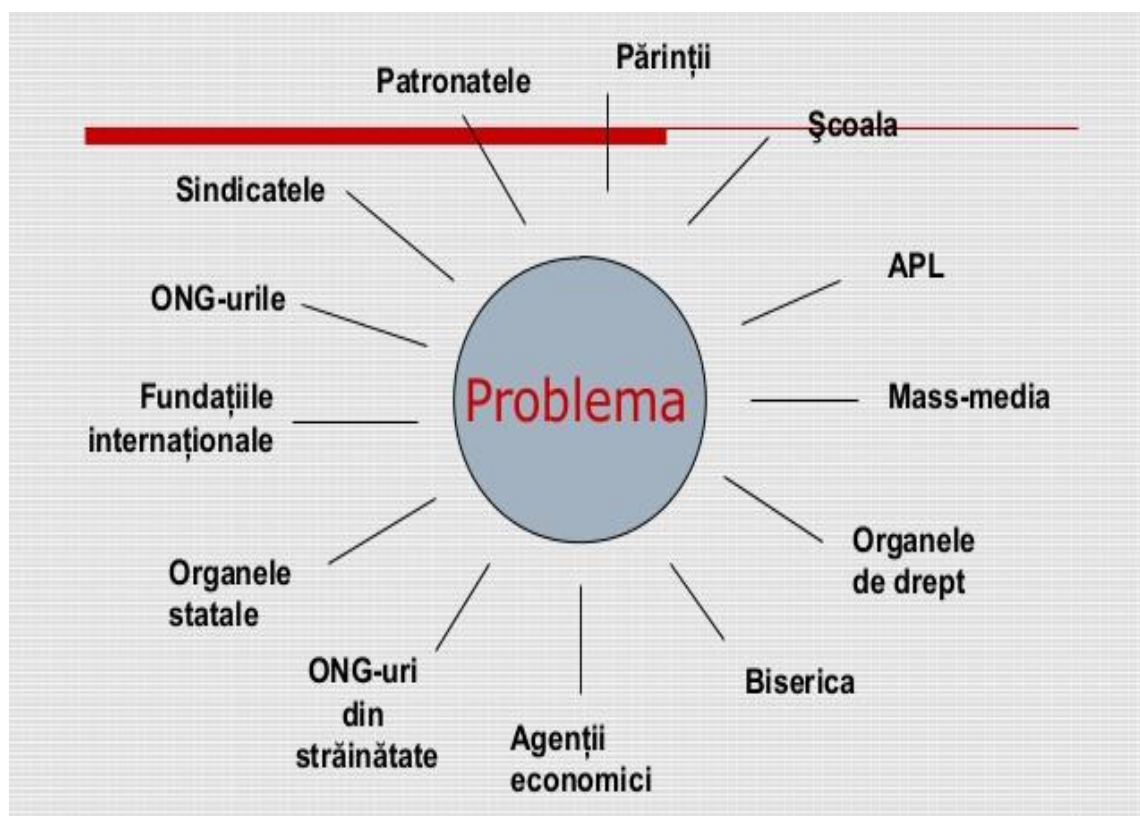 Părinții
Patronatele
Şcoala
Sindicatele
APL
ONG-urile
Fundațiile
internaționale
Problema
Mass-media
Organele
de drept
Organele
statale
ONG-uri
din
străinătate
Biserica
Agenții
economici